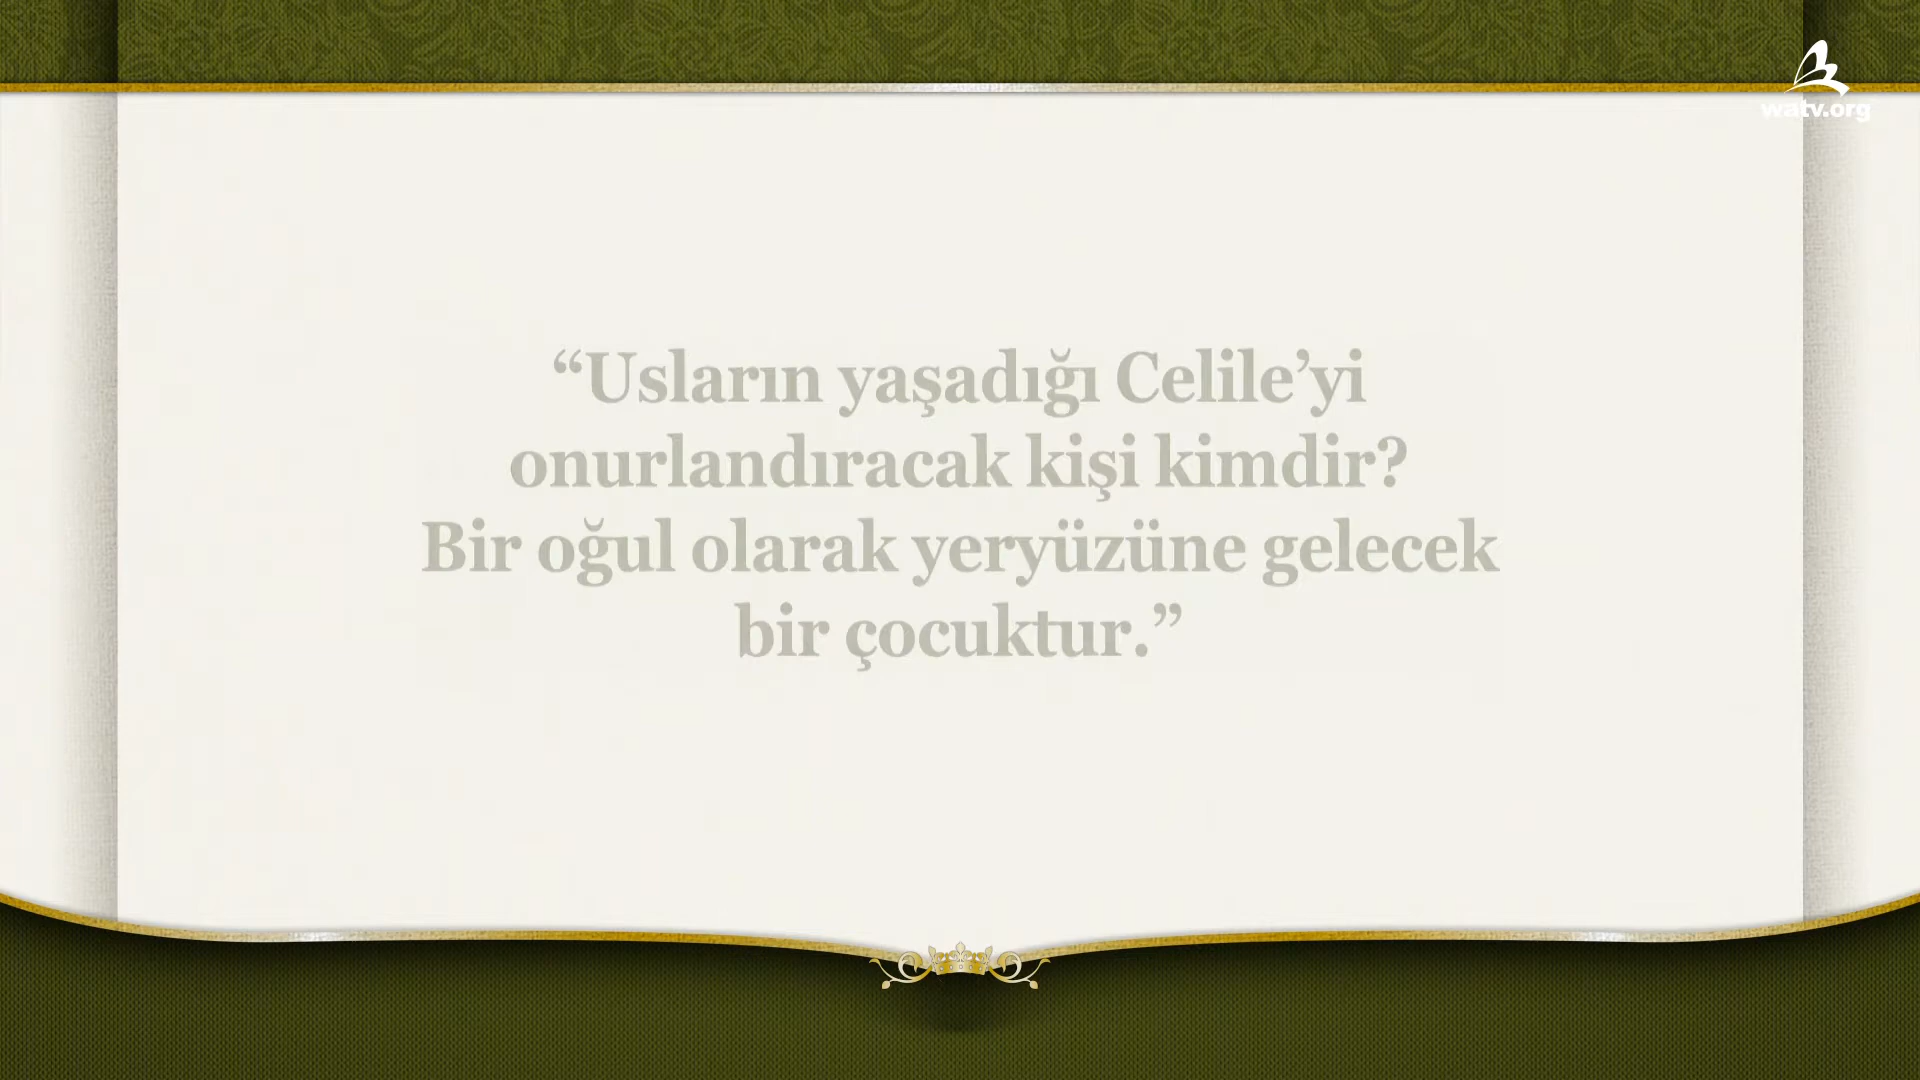 watv.org
“Usların yaşadığı Celile’yi
onurlandıracak kişi kimdir?
Bir oğul olarak yeryüzüne gelecek
bir çocuktur.”